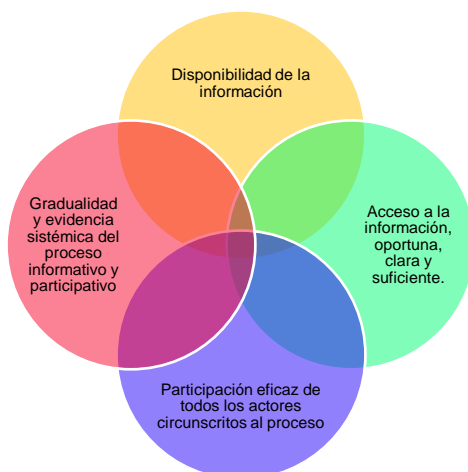 Disponibilidad de la
información
Gradualidad
y evidencia
sistémica del
proceso
informativo y
participativo
Acceso a la
información,
oportuna,
clara y
suficiente.
Participación eficaz de
todos los actores
circunscritos al proceso